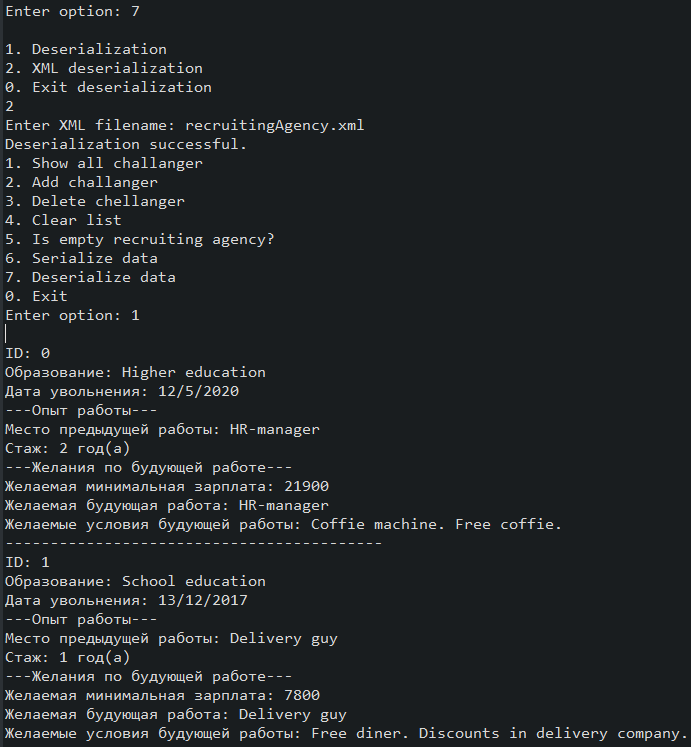 Enter option: 7
1. Deserialization
2. XML deserialization
0. Exit deserialization
2
Enter XML filename: recruitingAgency.xml
Deserialization successful.
1. Show all challanger
2. Add challanger
3. Delete chellanger
4. Clear list
5. Is empty recruiting agency?
6. Serialize data
7. Deserialize data
0. Exit
Enter option: 1
ID: 0
Образование: Higher education
Дата увольнения: 12/5/2020
---Опыт работы---
Место предыдущей работы: HR-manager
Стаж: 2 год(а)
---Желания по будующей работе---
Желаемая минимальная зарплата: 21900
Желаемая будующая работа: HR-manager
Желаемые условия будующей работы: Coffie machine. Free coffie.
------------------------------------------
ID: 1
Образование: School education
Дата увольнения: 13/12/2017
---Опыт работы---
Место предыдущей работы: Delivery guy
Стаж: 1 год(а)
---Желания по будующей работе---
Желаемая минимальная зарплата: 7800
Желаемая будующая работа: Delivery guy
Желаемые условия будующей работы: Free diner. Discounts in delivery company.